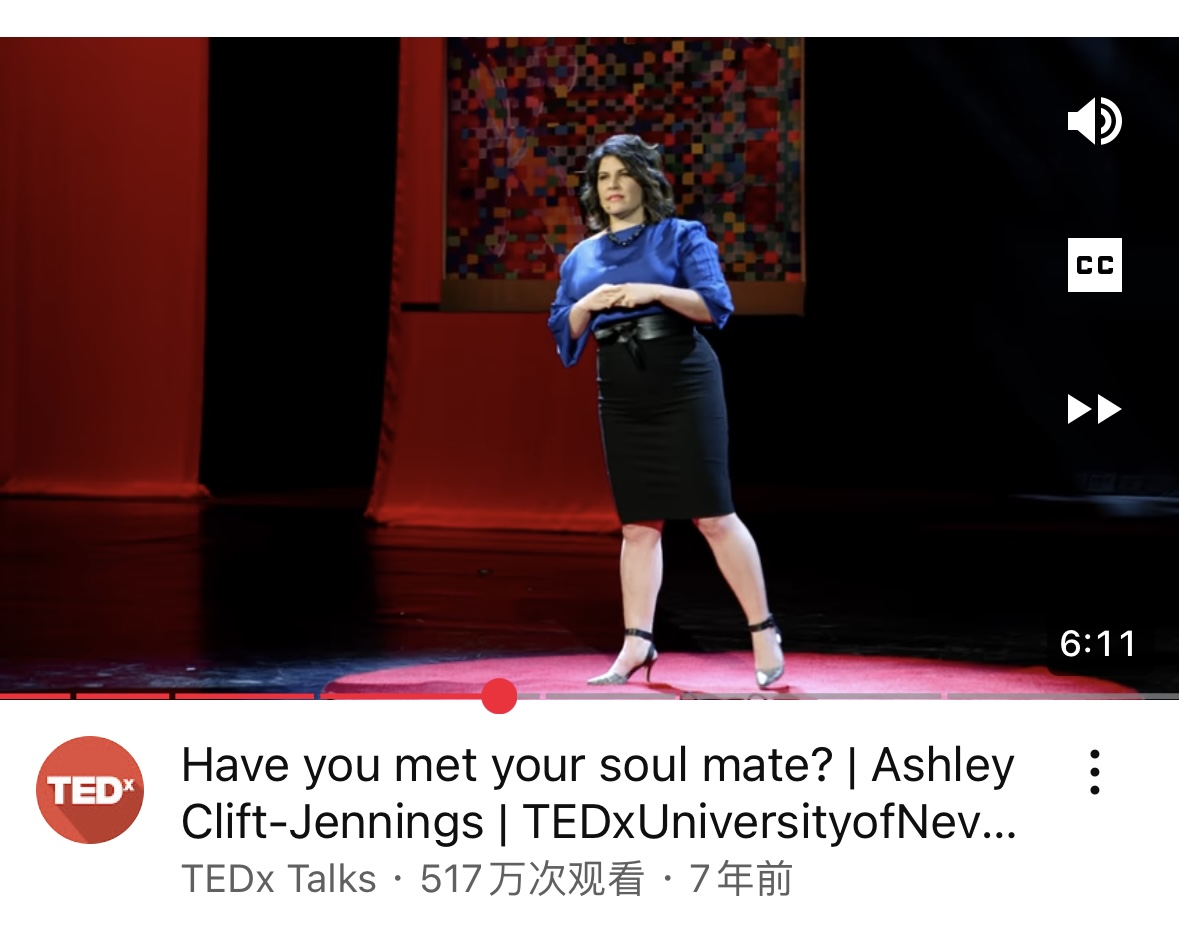 CC
6:11
TEDx
Have you met your soul mate? | Ashley
Clift-Jennings | TEDxUniversityofNev...
TEDx Talks · 517万次观看 · 7年前